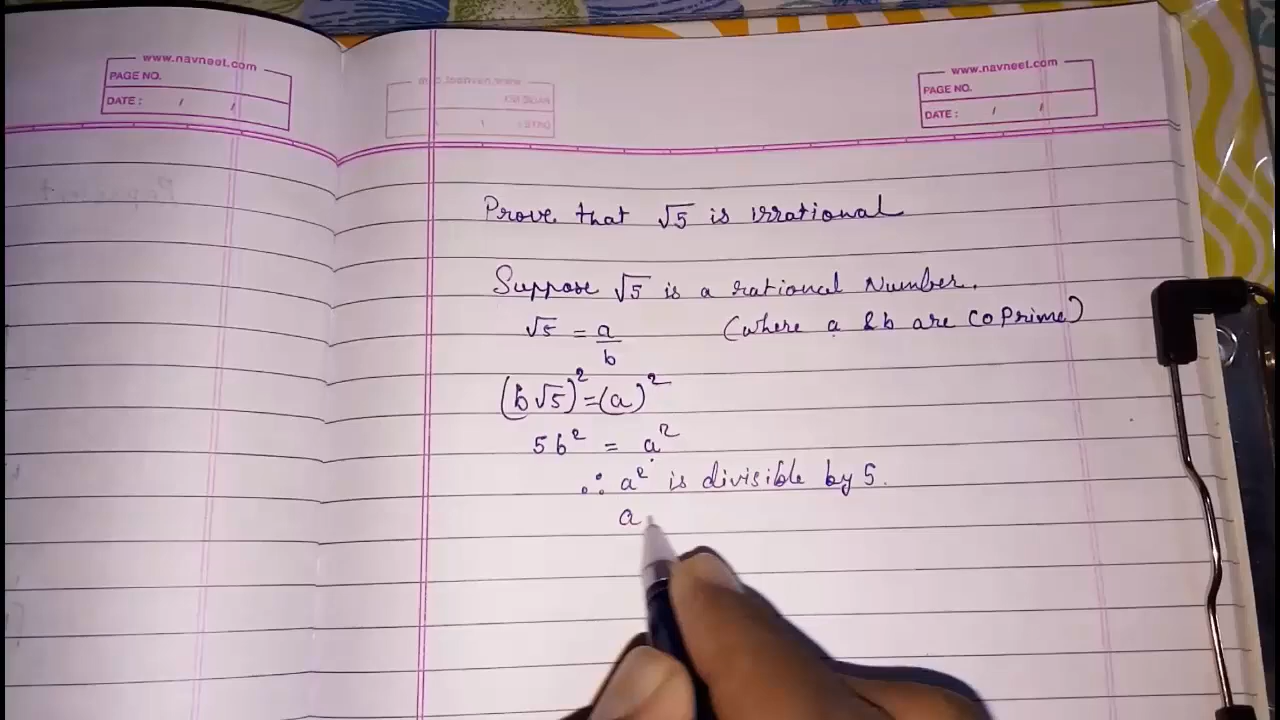 www.navneet.com
PAGE NO.
DATE : / /
www.navneet.com
PAGE NO.
DATE : / /
Prove that √5 is irrational
Suppose √5 is a rational Number.
√5 = a/b (where a & b are coprime)
(b√5)² = (a)²
5b² = a²
∴ a² is divisible by 5.
a